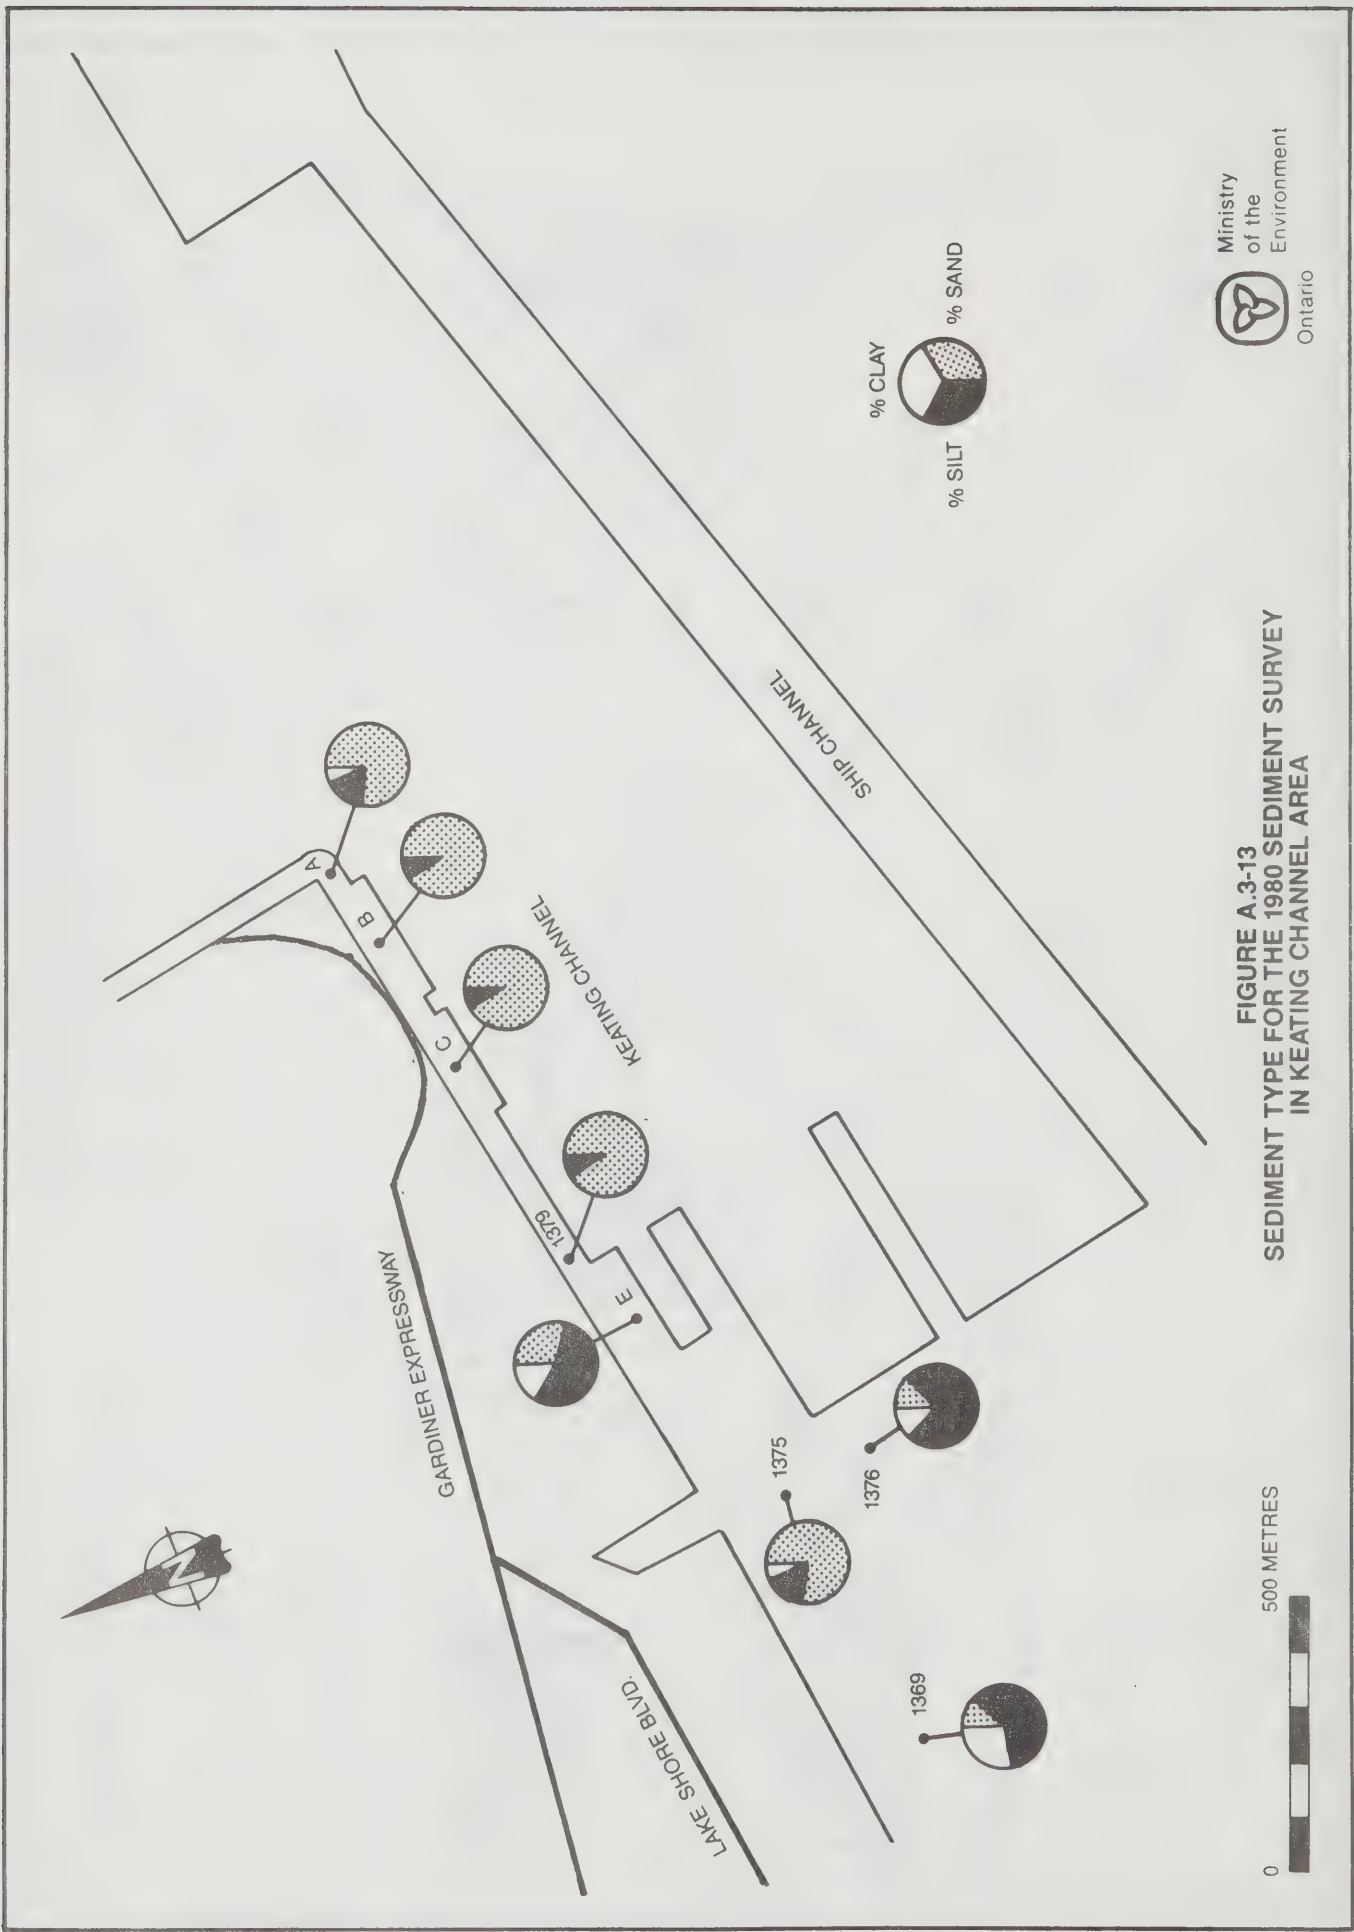 A
B
C
KEATING CHANNEL
1379
E
GARDINER EXPRESSWAY
SHIP CHANNEL
N
1375
1376
1369
LAKE SHORE BLVD.
% CLAY
% SILT
% SAND
0
500 METRES
FIGURE A.3-13
SEDIMENT TYPE FOR THE 1980 SEDIMENT SURVEY
IN KEATING CHANNEL AREA
Ministry
of the
Environment
Ontario